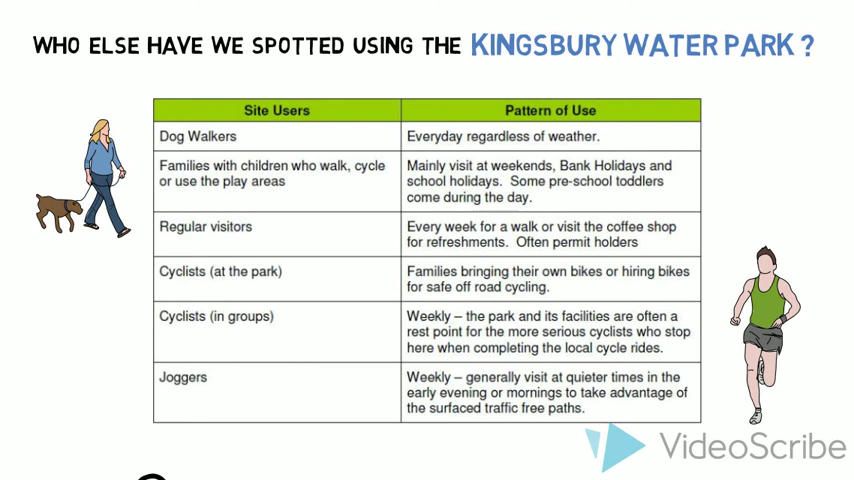 WHO ELSE HAVE WE SPOTTED USING THE KINGSBURY WATER PARK ?
Site Users
Pattern of Use
Dog Walkers
Everyday regardless of weather.
Families with children who walk, cycle
or use the play areas
Mainly visit at weekends, Bank Holidays and
school holidays. Some pre-school toddlers
come during the day.
Regular visitors
Every week for a walk or visit the coffee shop
for refreshments. Often permit holders
Cyclists (at the park)
Families bringing their own bikes or hiring bikes
for safe off road cycling.
Cyclists (in groups)
Weekly – the park and its facilities are often a
rest point for the more serious cyclists who stop
here when completing the local cycle rides.
Joggers
Weekly – generally visit at quieter times in the
early evening or mornings to take advantage of
the surfaced traffic free paths.
VideoScribe